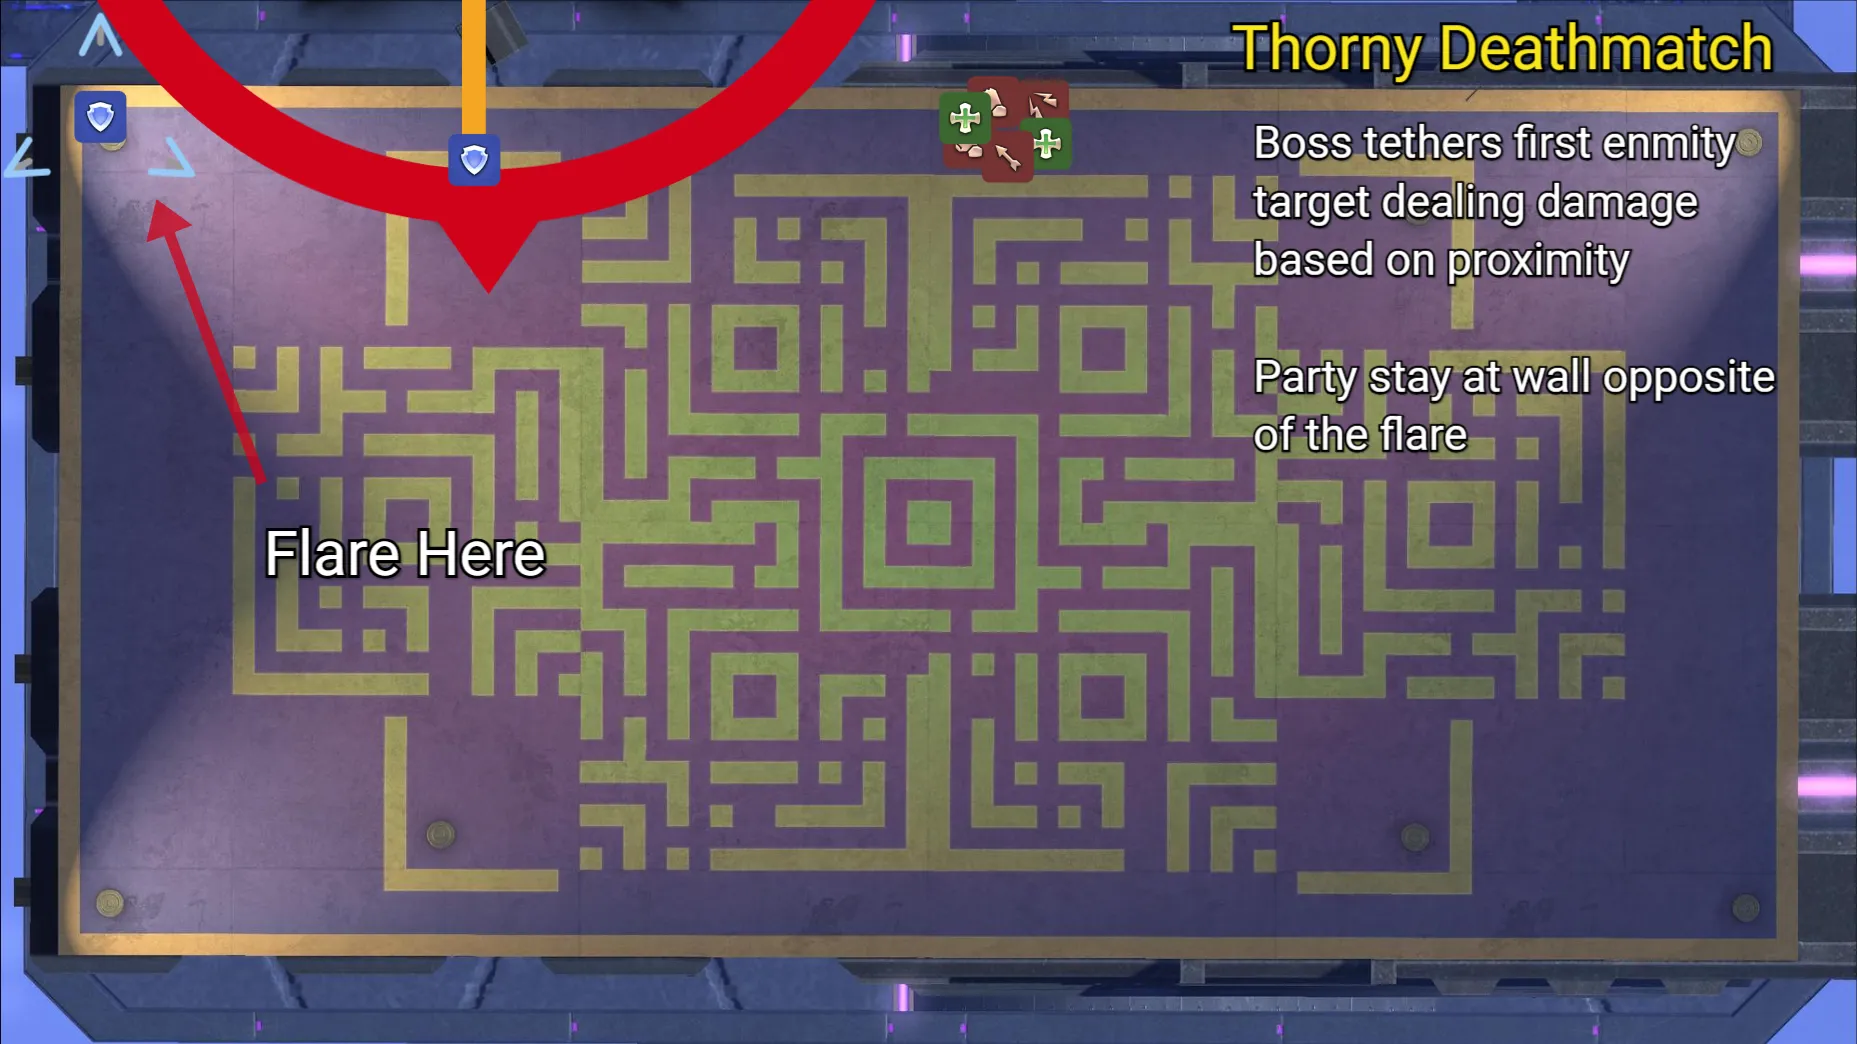 Thorny Deathmatch
Boss tethers first enmity
target dealing damage
based on proximity
Party stay at wall opposite
of the flare
Flare Here